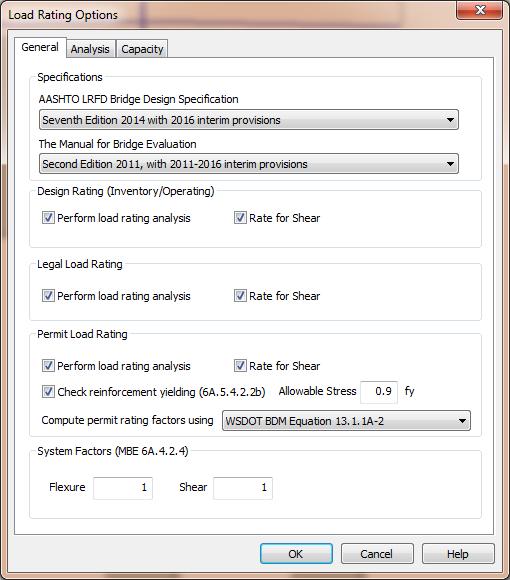 Load Rating Options
General Analysis Capacity
Specifications
AASHTO LRFD Bridge Design Specification
Seventh Edition 2014 with 2016 interim provisions
The Manual for Bridge Evaluation
Second Edition 2011, with 2011-2016 interim provisions
Design Rating (Inventory/Operating)
Perform load rating analysis Rate for Shear
Legal Load Rating
Perform load rating analysis Rate for Shear
Permit Load Rating
Perform load rating analysis Rate for Shear
Check reinforcement yielding (6A.5.4.2.2b) Allowable Stress 0.9 fy
Compute permit rating factors using WSDOT BDM Equation 13.1.1A-2
System Factors (MBE 6A.4.2.4)
Flexure 1 Shear 1
OK Cancel Help